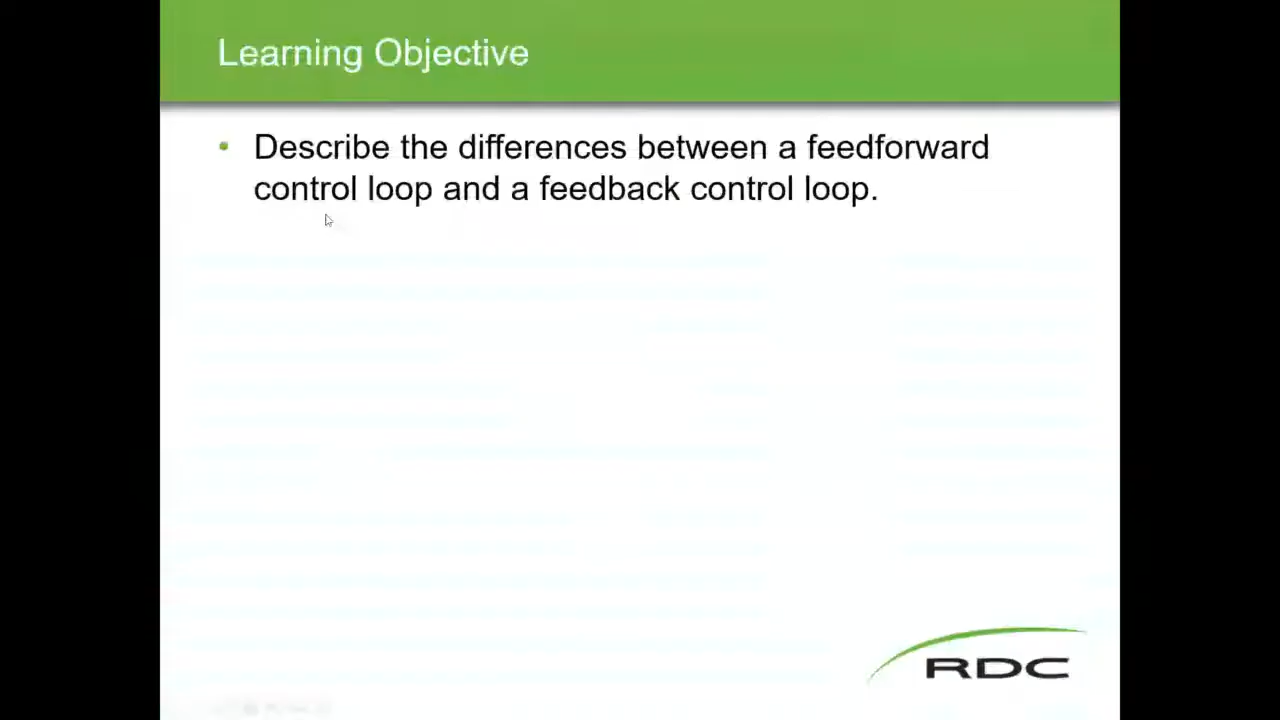 Learning Objective
• Describe the differences between a feedforward
control loop and a feedback control loop.
RDC